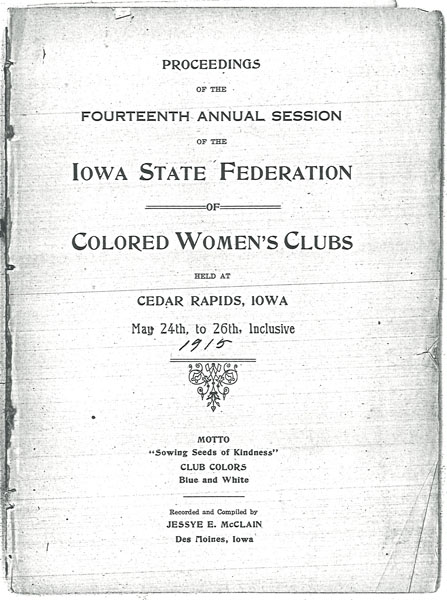 PROCEEDINGS
OF THE
FOURTEENTH ANNUAL SESSION
OF THE
IOWA STATE FEDERATION
OF
COLORED WOMEN'S CLUBS
HELD AT
CEDAR RAPIDS, IOWA
May 24th, to 26th, Inclusive
1915
MOTTO
"Sowing Seeds of Kindness"
CLUB COLORS
Blue and White
Recorded and Compiled by
JESSYE E. McCLAIN
Des Moines, Iowa